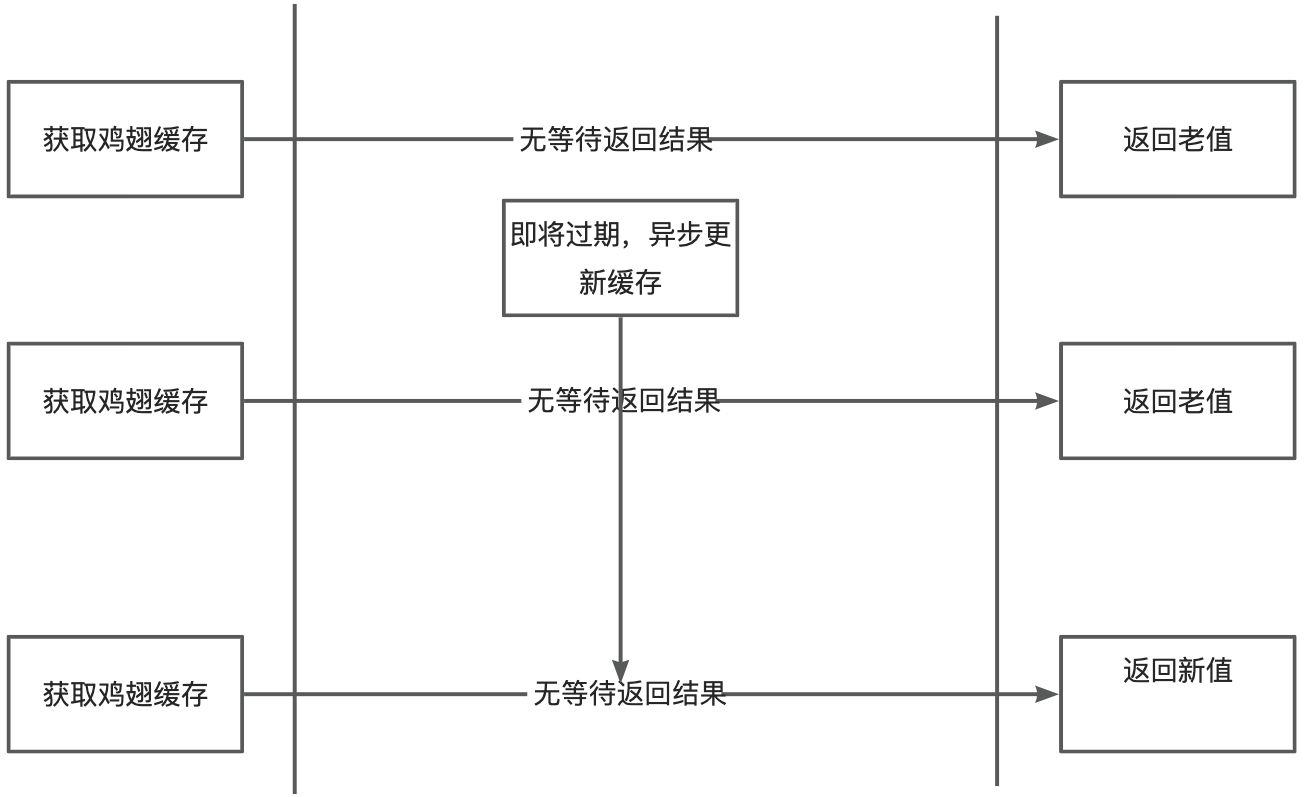 获取鸡翅缓存
无等待返回结果
返回老值
即将过期，异步更
新缓存
获取鸡翅缓存
无等待返回结果
返回老值
获取鸡翅缓存
无等待返回结果
返回新值